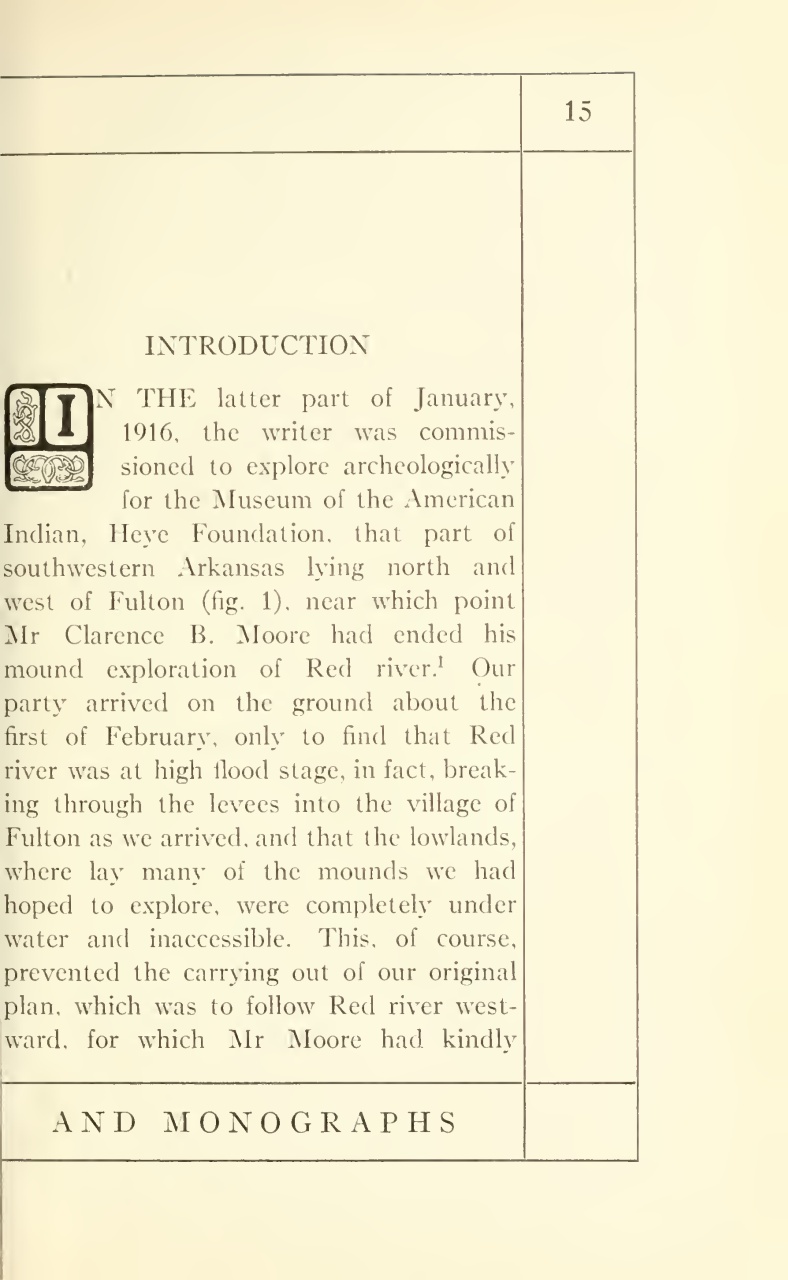 15
INTRODUCTION
IN THE latter part of January,
1916, the writer was commis-
sioned to explore archeologically
for the Museum of the American
Indian, Heye Foundation, that part of
southwestern Arkansas lying north and
west of Fulton (fig. 1), near which point
Mr Clarence B. Moore had ended his
mound exploration of Red river.¹ Our
party arrived on the ground about the
first of February, only to find that Red
river was at high flood stage, in fact, break-
ing through the levees into the village of
Fulton as we arrived, and that the lowlands,
where lay many of the mounds we had
hoped to explore, were completely under
water and inaccessible. This, of course,
prevented the carrying out of our original
plan, which was to follow Red river west-
ward, for which Mr Moore had kindly
AND MONOGRAPHS